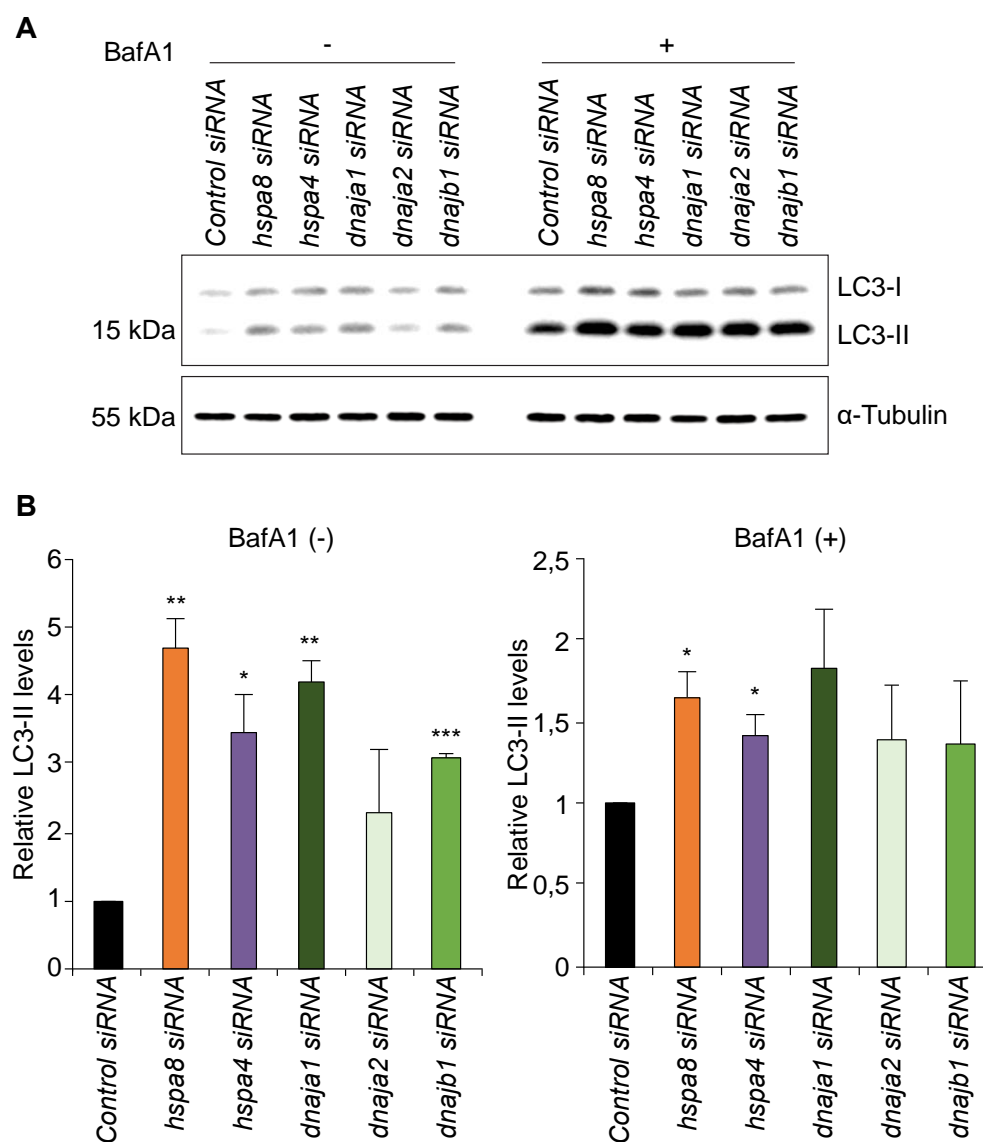 A
BafA1 - +
Control siRNA
hspa8 siRNA
hspa4 siRNA
dnaja1 siRNA
dnaja2 siRNA
dnajb1 siRNA
Control siRNA
hspa8 siRNA
hspa4 siRNA
dnaja1 siRNA
dnaja2 siRNA
dnajb1 siRNA
LC3-I
15 kDa LC3-II
55 kDa α-Tubulin
B
BafA1 (-)
Relative LC3-II levels
6
5
4
3
2
1
0
**
*
**
***
Control siRNA
hspa8 siRNA
hspa4 siRNA
dnaja1 siRNA
dnaja2 siRNA
dnajb1 siRNA
BafA1 (+)
Relative LC3-II levels
2,5
2
1,5
1
0,5
0
*
*
Control siRNA
hspa8 siRNA
hspa4 siRNA
dnaja1 siRNA
dnaja2 siRNA
dnajb1 siRNA